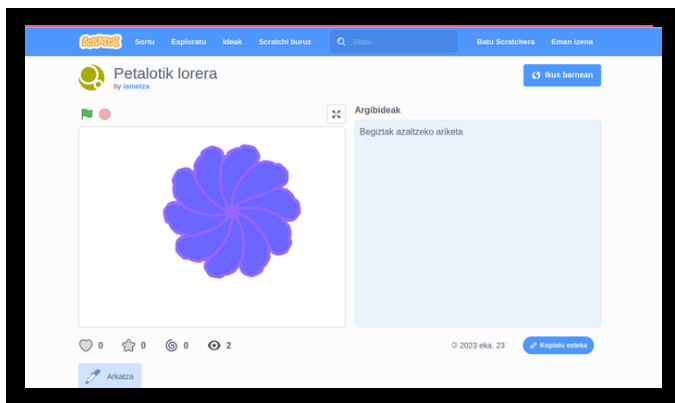 SCRATCH Sortu Esploratu Ideak Scratchi buruz Bilatu Batu Scratchera Eman izena
Petalotik lorera
by iametza
Ikus barnean
Argibideak
Begiztak azaltzeko ariketa
0 0 0 2
© 2023 eka. 23
Kopiatu esteka
Arkatza